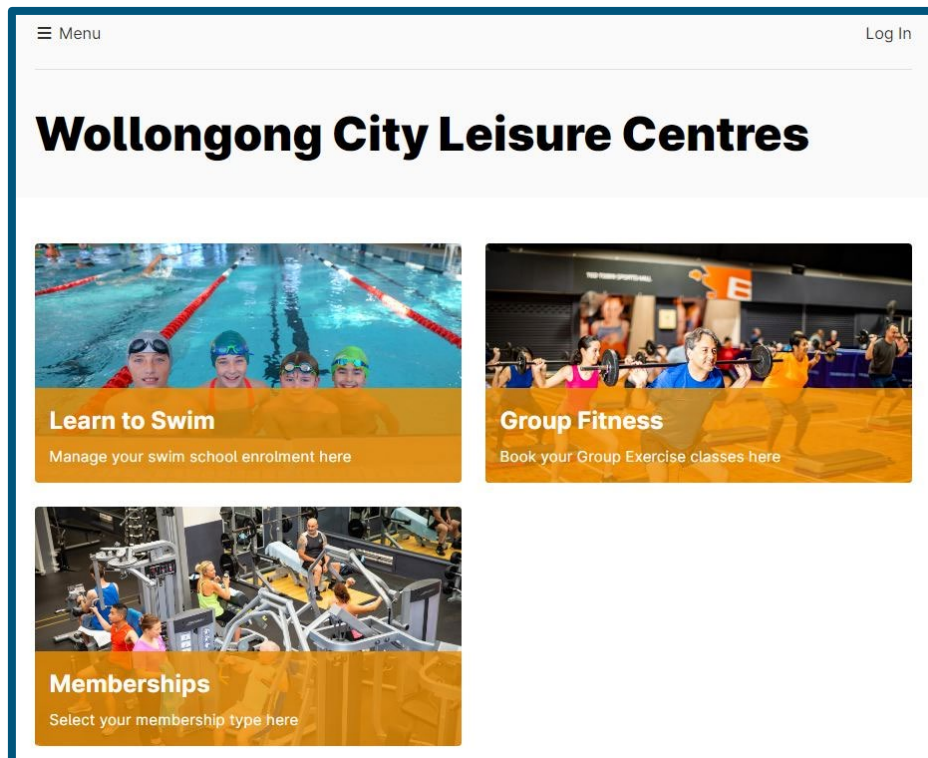 Menu
Log In
Wollongong City Leisure Centres
Learn to Swim
Manage your swim school enrolment here
Group Fitness
Book your Group Exercise classes here
Memberships
Select your membership type here